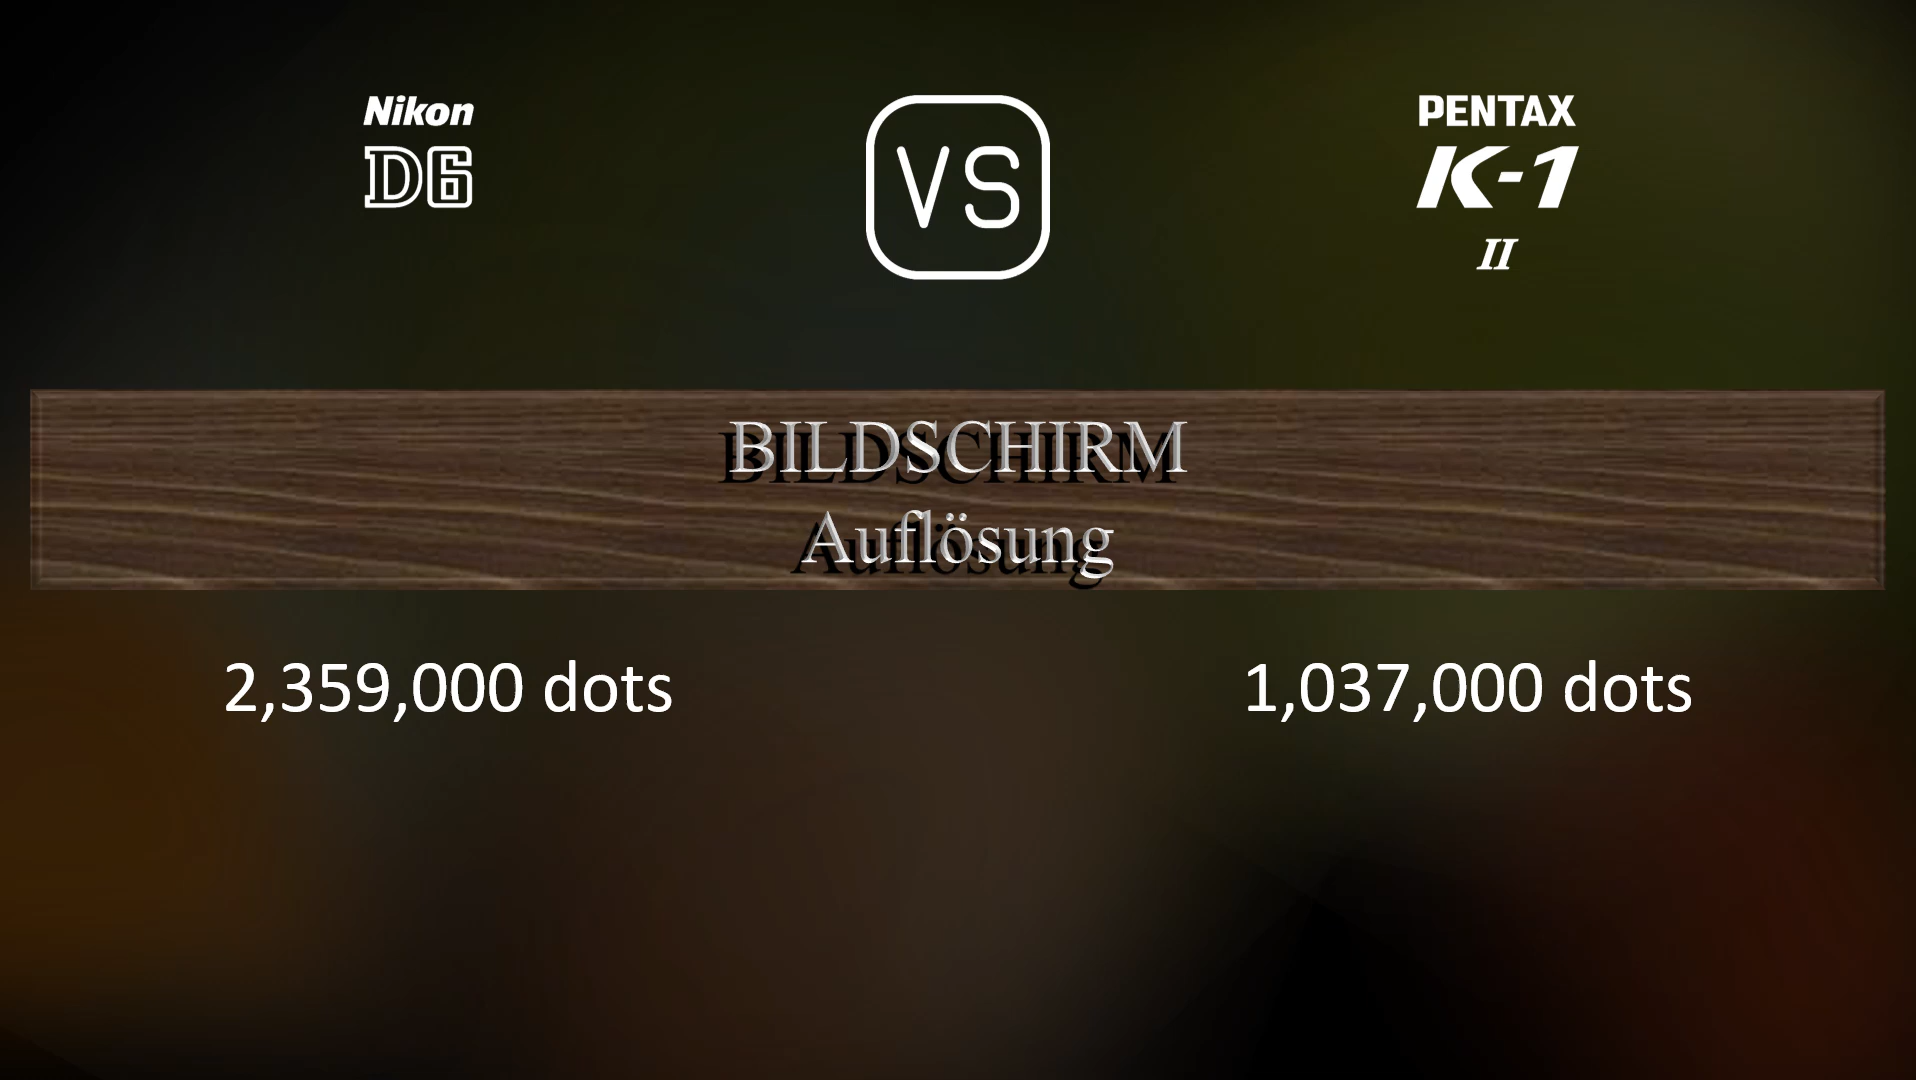 Nikon
D6
VS
PENTAX
K-1
II
BILDSCHIRM
Auflösung
2,359,000 dots
1,037,000 dots